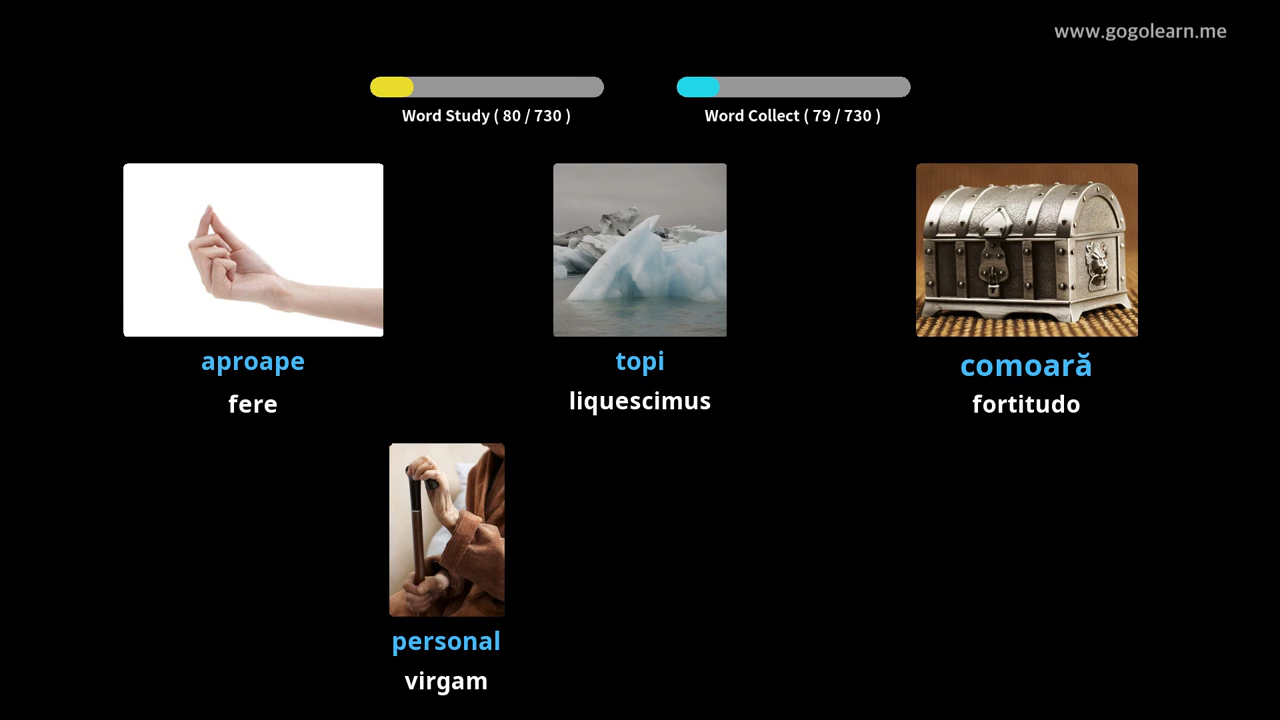 www.gogolearn.me
Word Study ( 80 / 730 )
Word Collect ( 79 / 730 )
aproape
fere
topi
liquescimus
comoară
fortitudo
personal
virgam